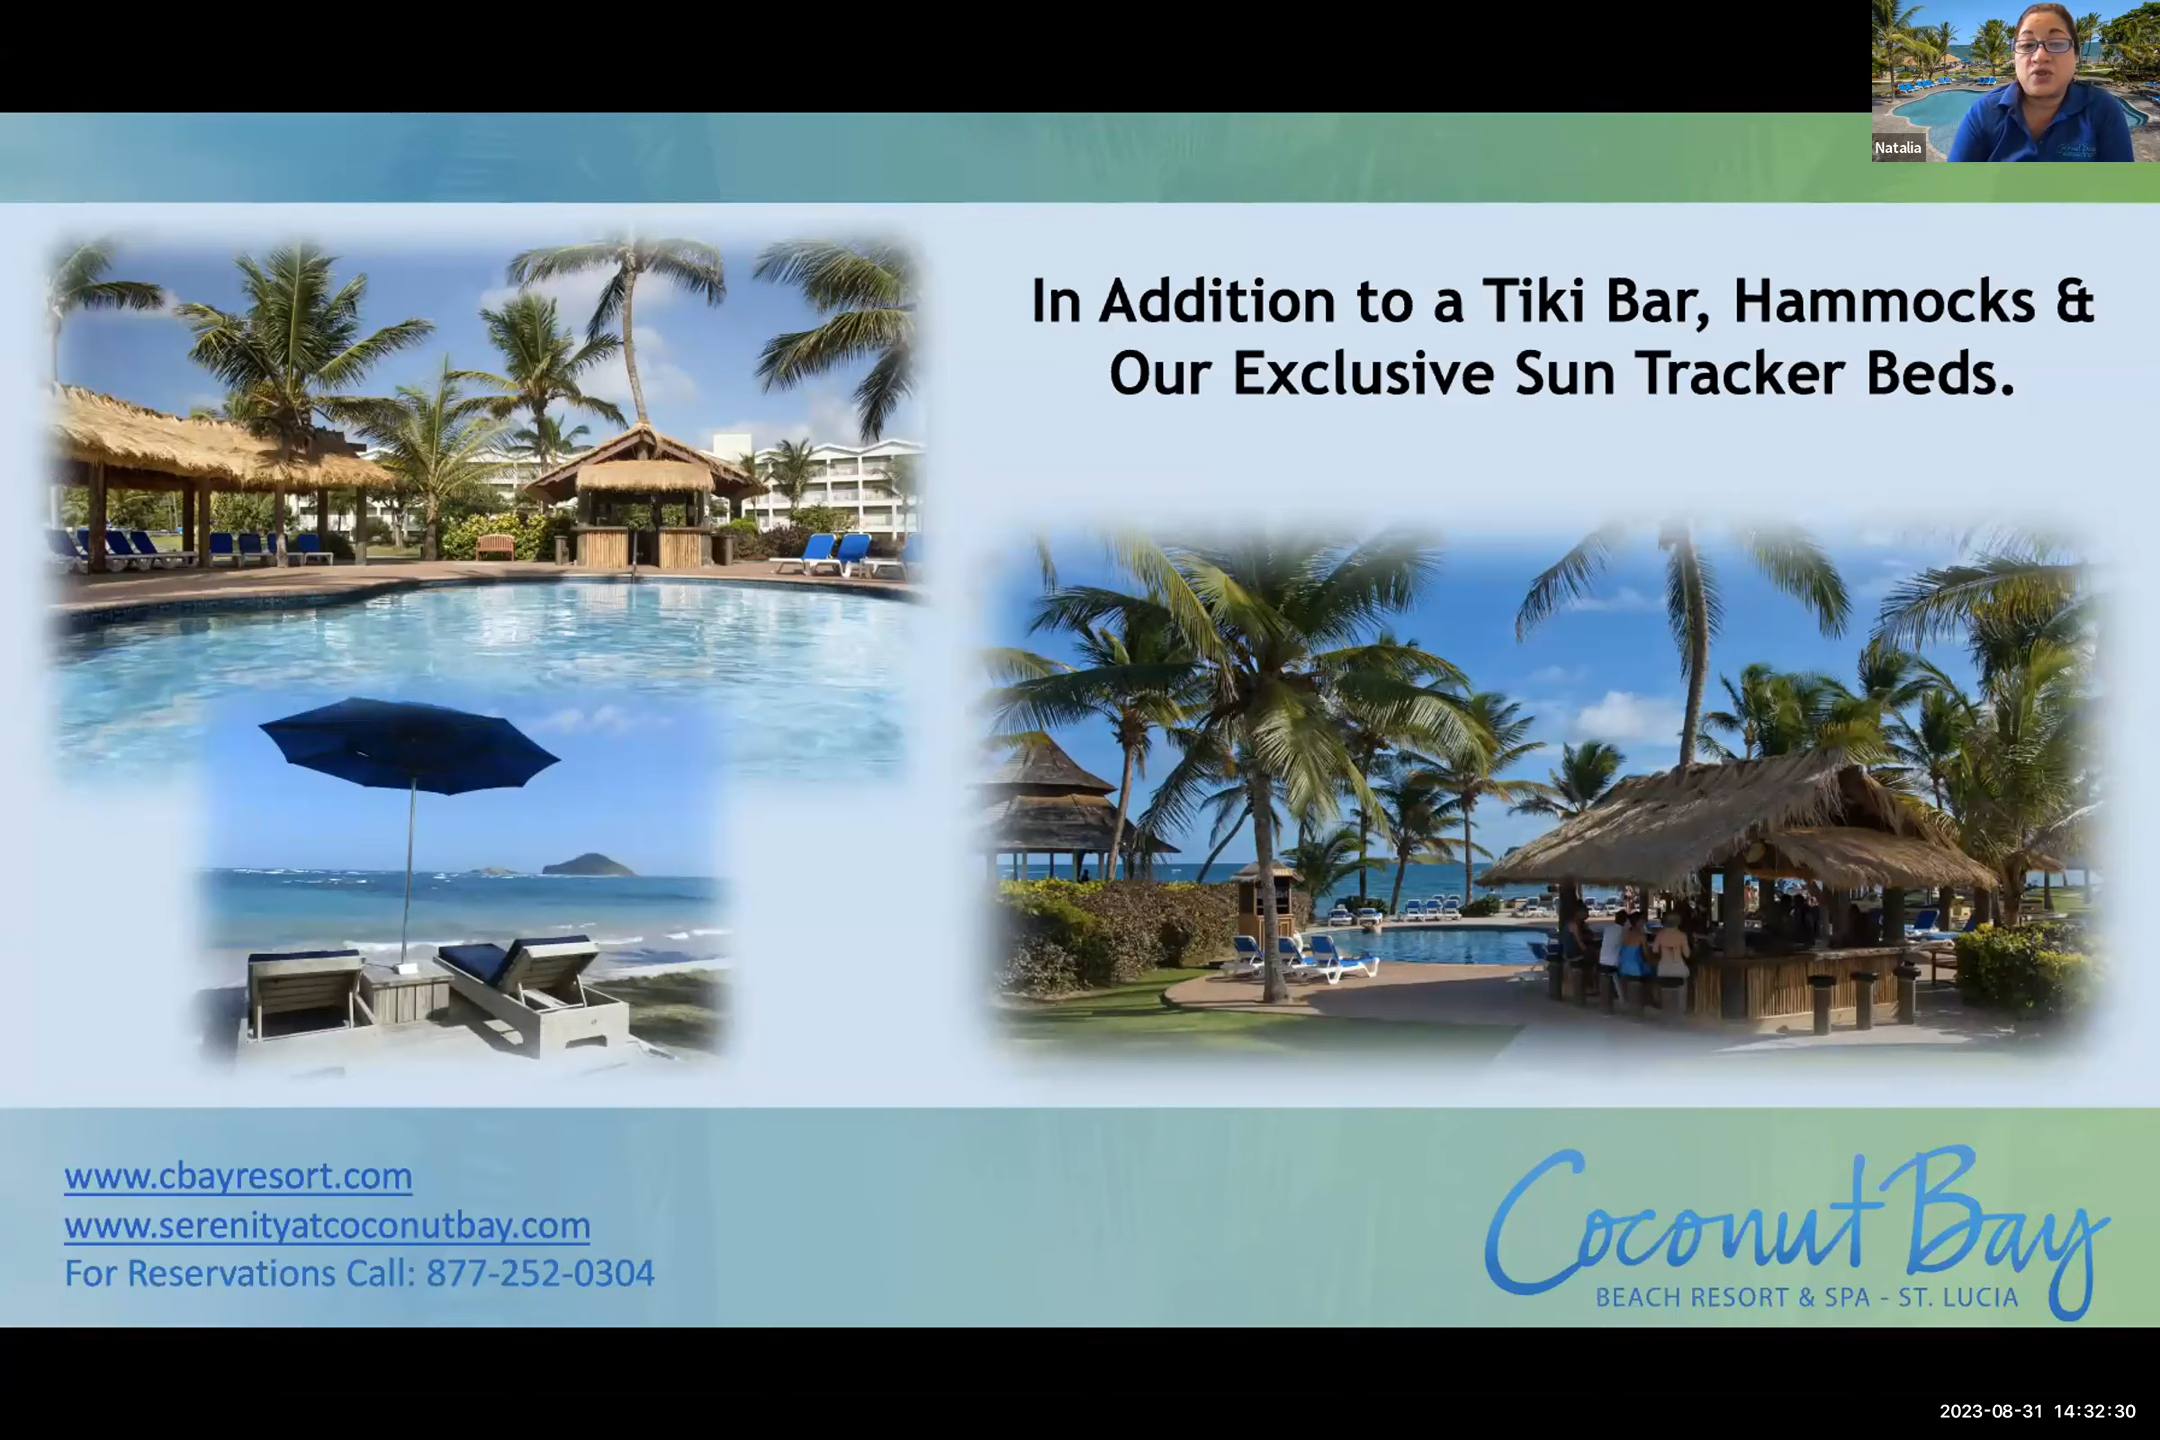 Natalia
In Addition to a Tiki Bar, Hammocks &
Our Exclusive Sun Tracker Beds.
www.cbayresort.com
www.serenityatcoconutbay.com
For Reservations Call: 877-252-0304
Coconut Bay
BEACH RESORT & SPA - ST. LUCIA
2023-08-31 14:32:30